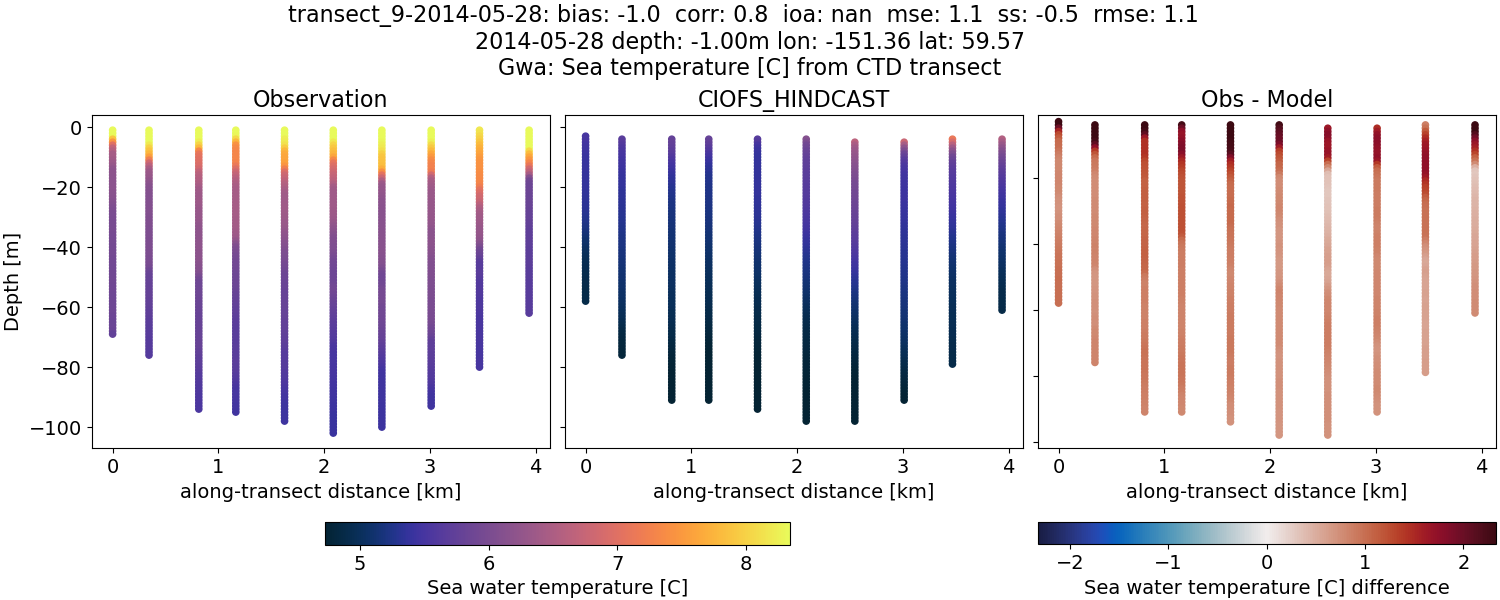 transect_9-2014-05-28: bias: -1.0  corr: 0.8  ioa: nan  mse: 1.1  ss: -0.5  rmse: 1.1
2014-05-28 depth: -1.00m lon: -151.36 lat: 59.57
Gwa: Sea temperature [C] from CTD transect
Observation
CIOFS_HINDCAST
Obs - Model
Depth [m]
0
−20
−40
−60
−80
−100
0 1 2 3 4
0 1 2 3 4
0 1 2 3 4
along-transect distance [km]
along-transect distance [km]
along-transect distance [km]
5 6 7 8
Sea water temperature [C]
−2 −1 0 1 2
Sea water temperature [C] difference